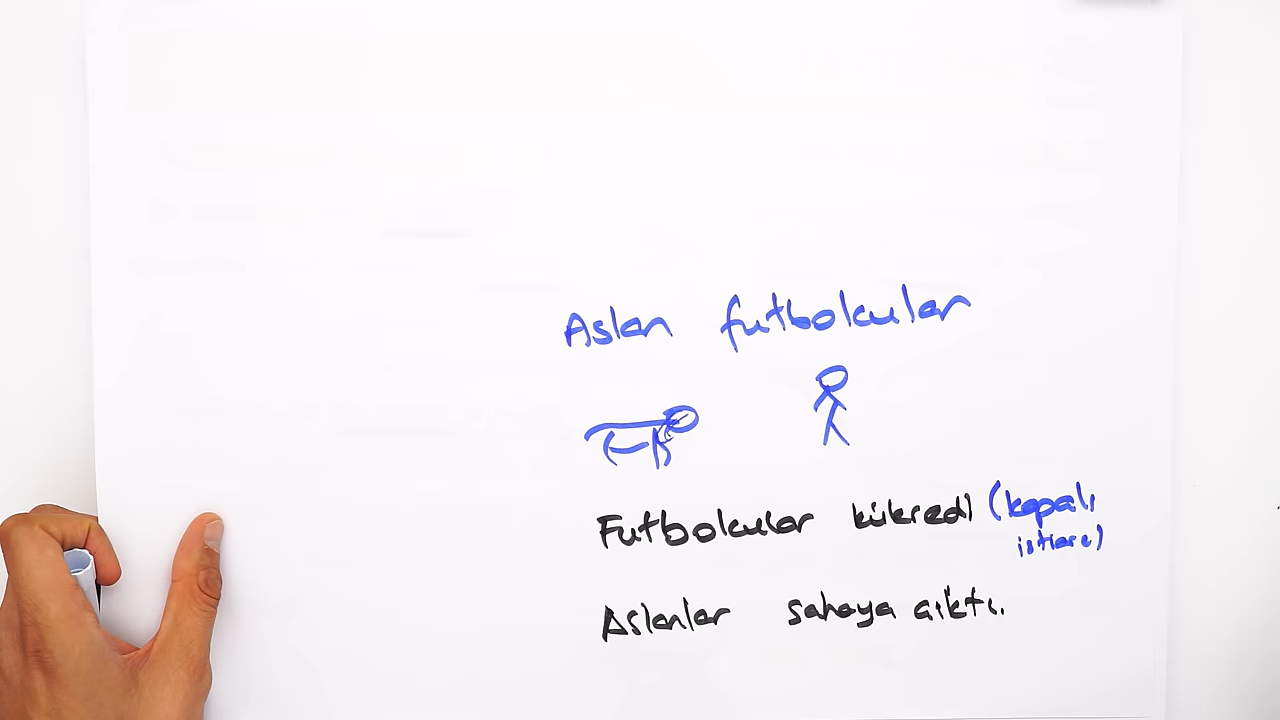 Aslan futbolcular
Futbolcular kükredi (kapalı
istiare)
Aslanlar sahaya çıktı.